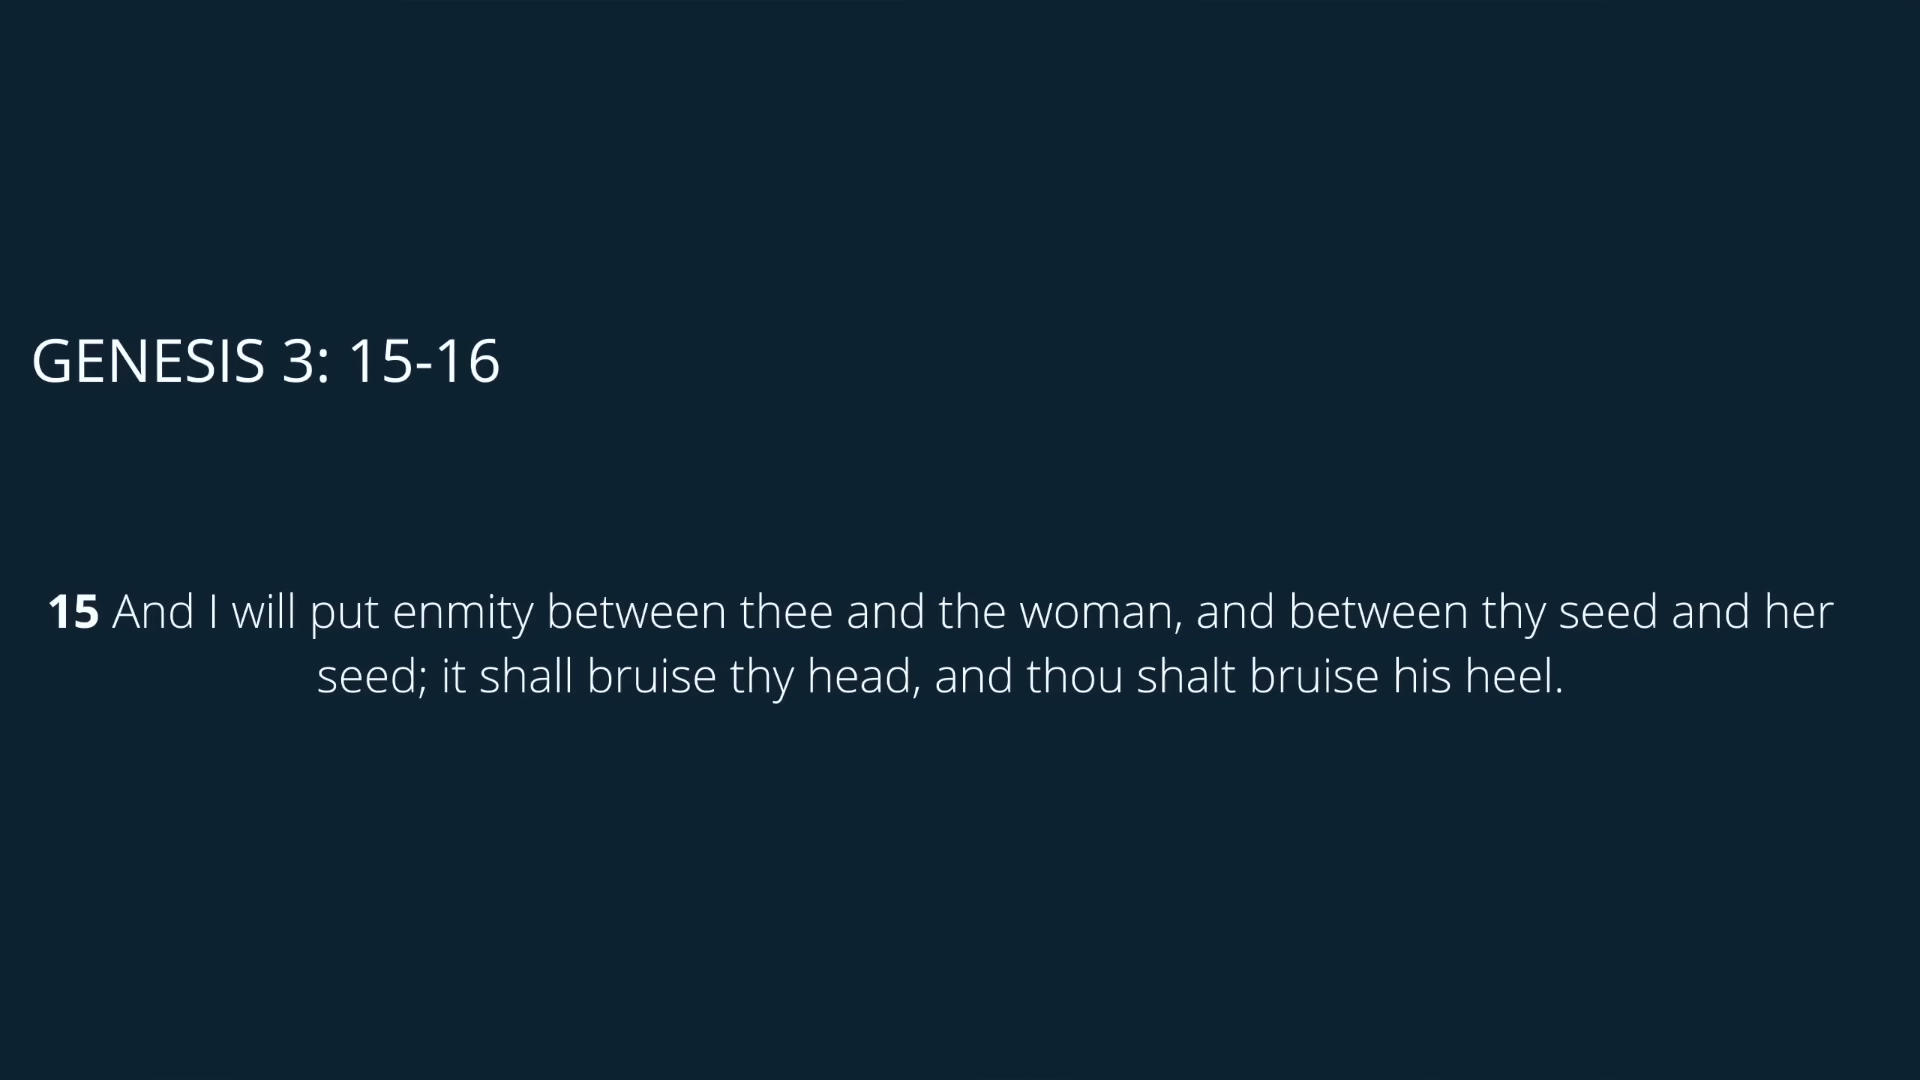 GENESIS 3: 15-16
15 And I will put enmity between thee and the woman, and between thy seed and her
seed; it shall bruise thy head, and thou shalt bruise his heel.